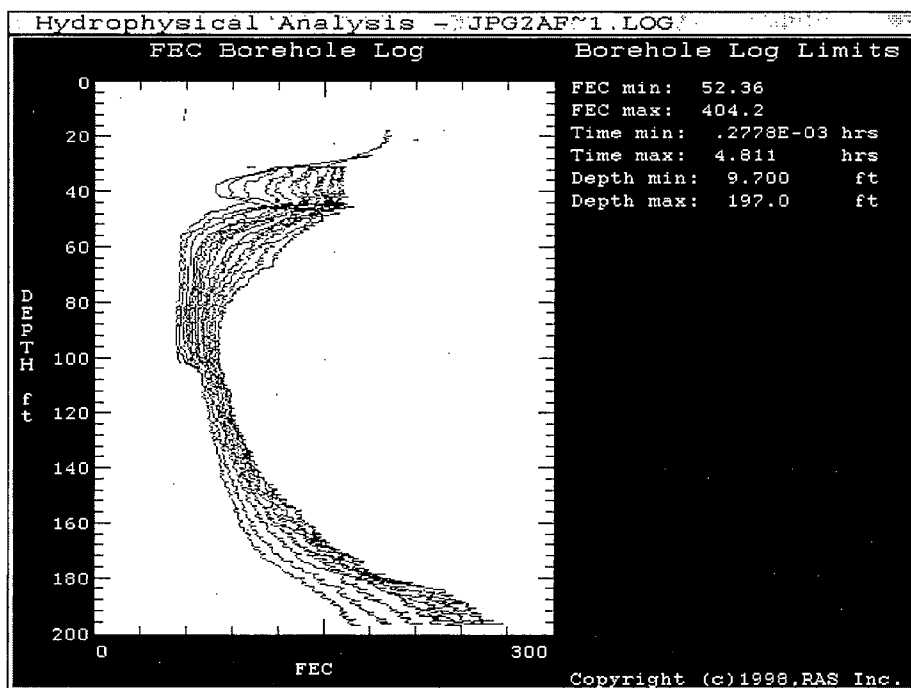 Hydrophysical Analysis - JPG2AF~1.LOG
FEC Borehole Log
Borehole Log Limits
FEC min: 52.36
FEC max: 404.2
Time min: .2778E-03 hrs
Time max: 4.811 hrs
Depth min: 9.700 ft
Depth max: 197.0 ft
0
20
40
60
80
100
120
140
160
180
200
DEPTH ft
0 300
FEC
Copyright (c)1998,RAS Inc.